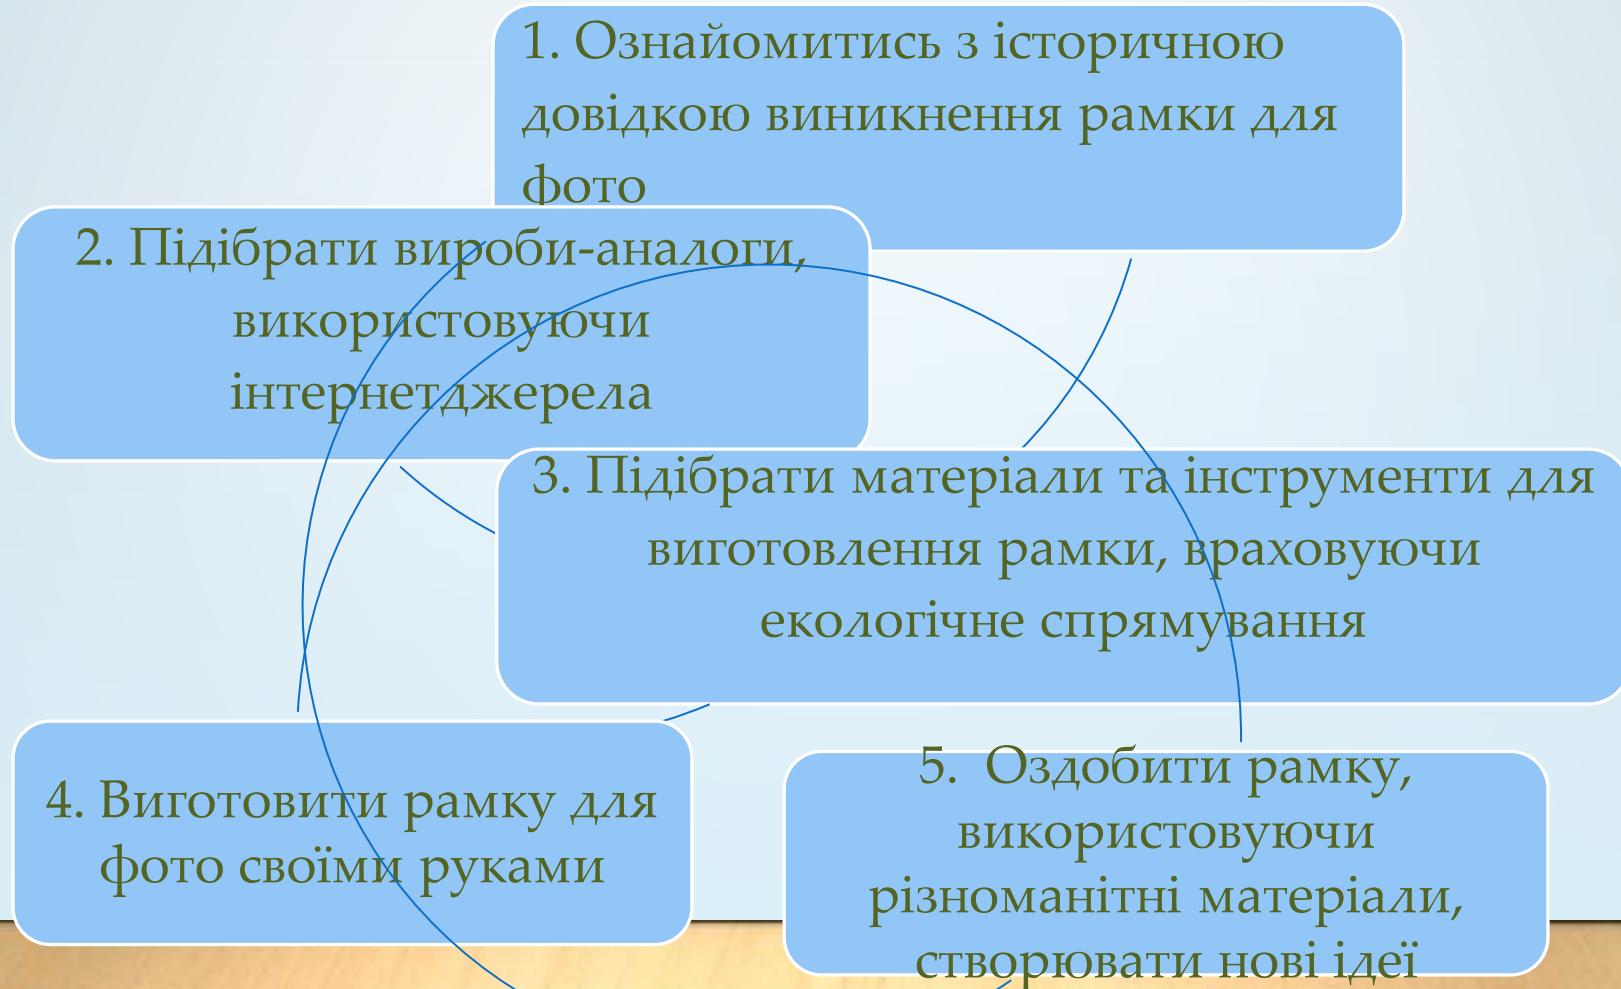 1. Ознайомитись з історичною
довідкою виникнення рамки для
фото
2. Підібрати вироби-аналоги,
використовуючи
інтернетджерела
3. Підібрати матеріали та інструменти для
виготовлення рамки, враховуючи
екологічне спрямування
4. Виготовити рамку для
фото своїми руками
5. Оздобити рамку,
використовуючи
різноманітні матеріали,
створювати нові ідеї